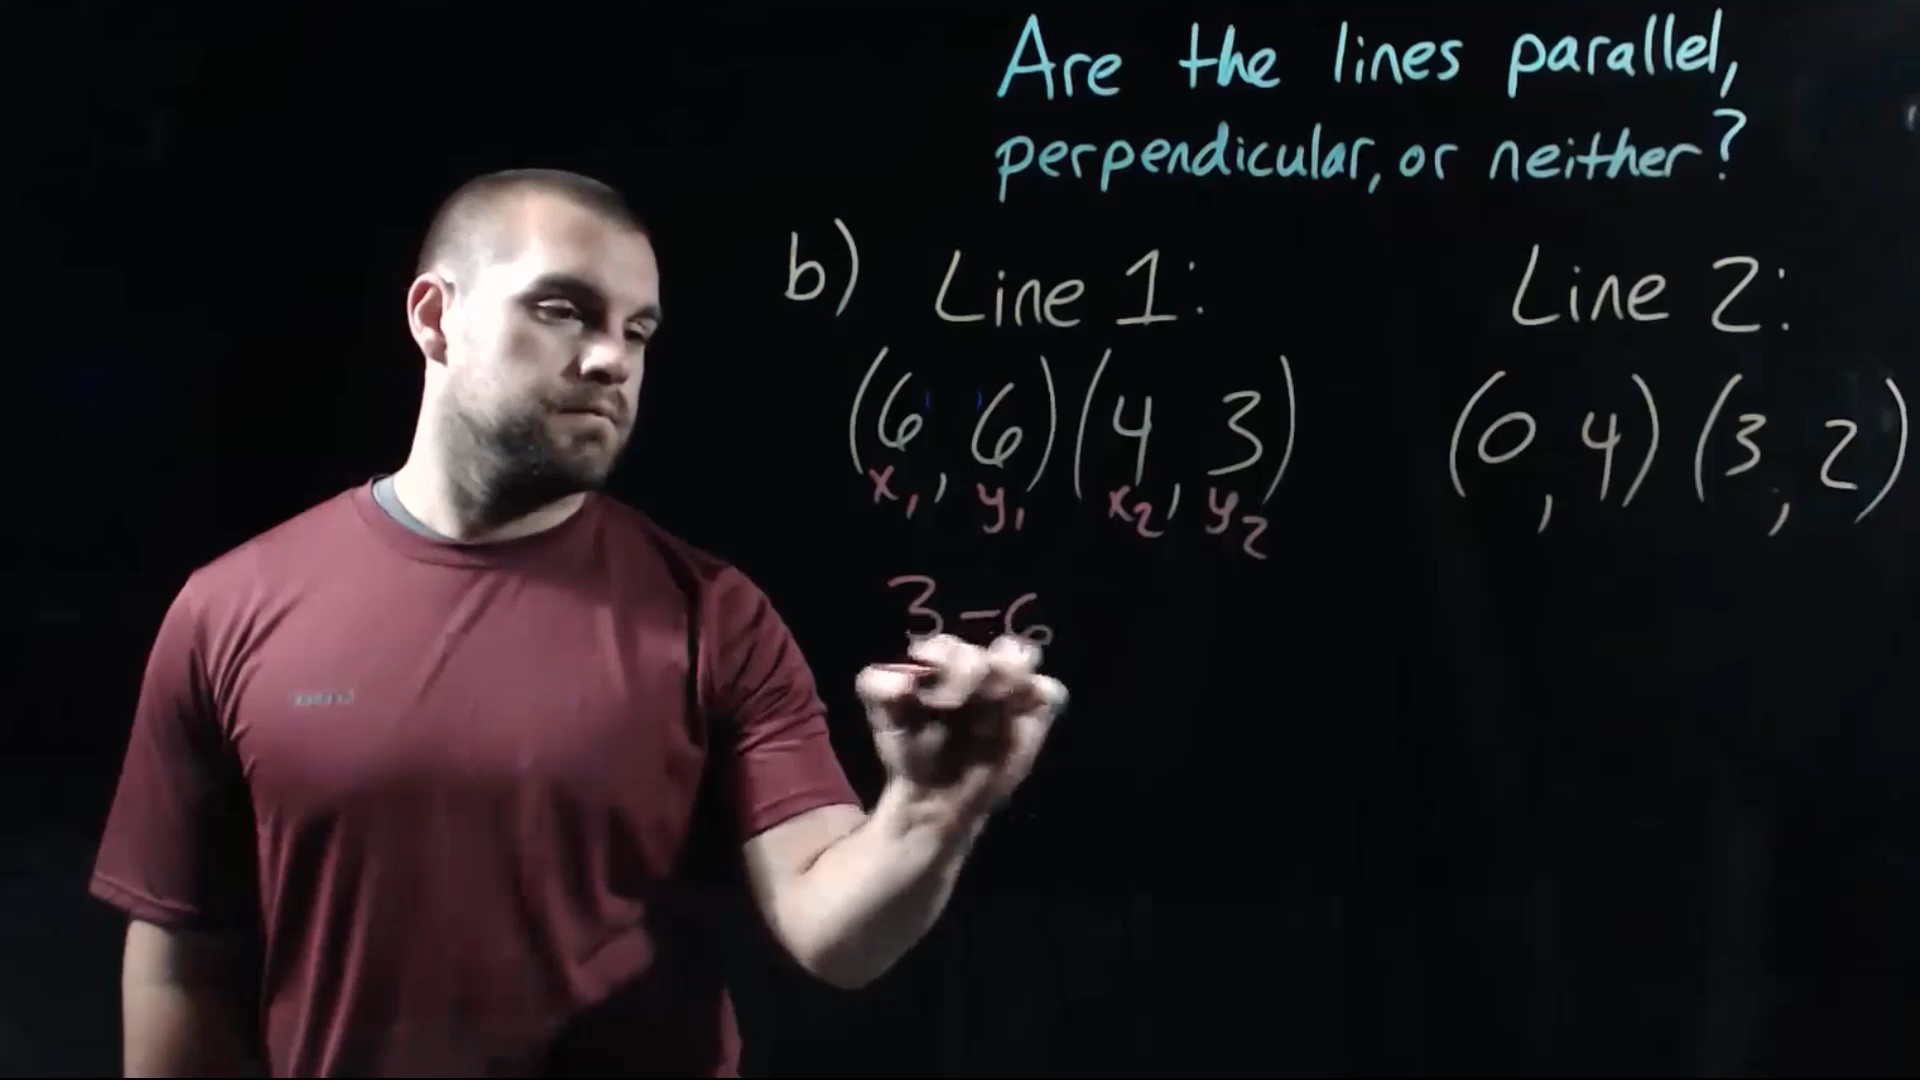 Are the lines parallel,
perpendicular, or neither?
b) Line 1: Line 2:
(6, 6) (4, 3) (0, 4) (3, 2)
x₁, y₁ x₂, y₂
3-6